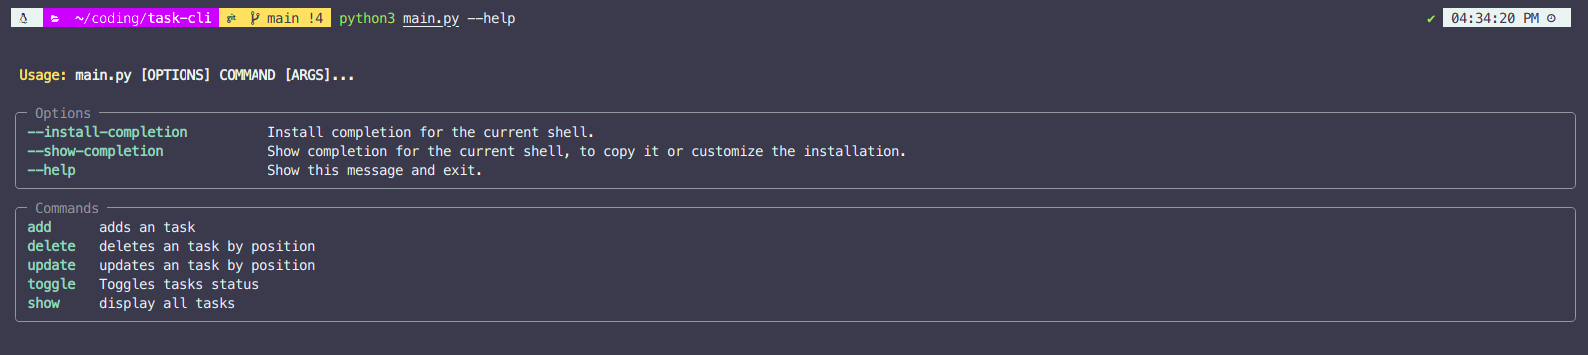 ~/coding/task-cli git main !4 python3 main.py --help ✔ 04:34:20 PM
Usage: main.py [OPTIONS] COMMAND [ARGS]...
Options
--install-completion Install completion for the current shell.
--show-completion Show completion for the current shell, to copy it or customize the installation.
--help Show this message and exit.
Commands
add adds an task
delete deletes an task by position
update updates an task by position
toggle Toggles tasks status
show display all tasks